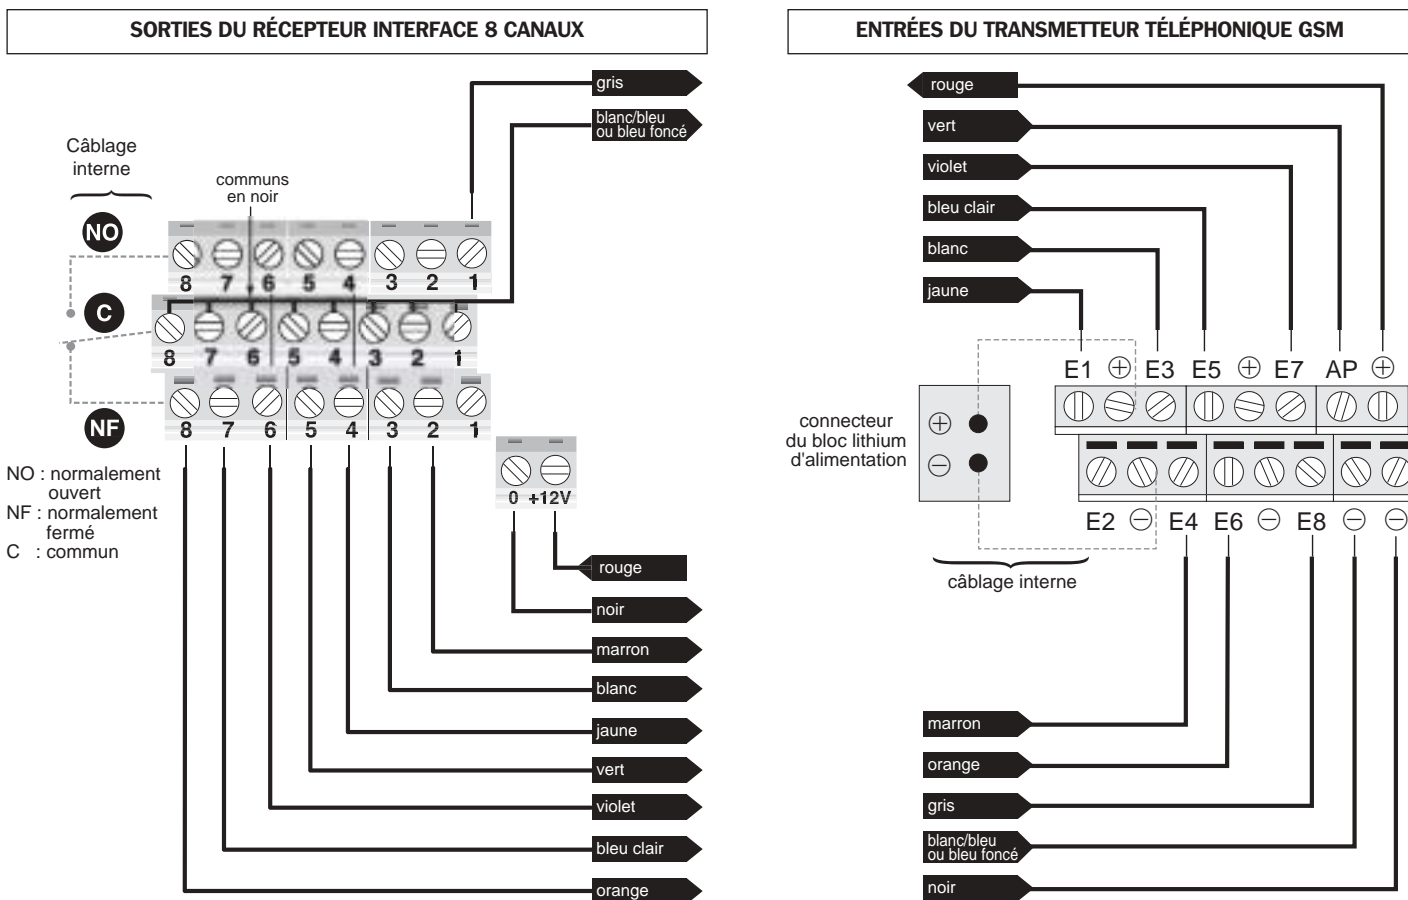 SORTIES DU RÉCEPTEUR INTERFACE 8 CANAUX
gris
blanc/bleu
ou bleu foncé
Câblage
interne
communs
en noir
NO
8 7 6 5 4 3 2 1
C
8 7 6 5 4 3 2 1
NF
8 7 6 5 4 3 2 1
NO : normalement
ouvert
NF : normalement
fermé
C : commun
0 +12V
rouge
noir
marron
blanc
jaune
vert
violet
bleu clair
orange
ENTRÉES DU TRANSMETTEUR TÉLÉPHONIQUE GSM
rouge
vert
violet
bleu clair
blanc
jaune
E1 ⊕ E3 E5 ⊕ E7 AP ⊕
connecteur
du bloc lithium
d'alimentation
⊕
⊖
E2 ⊖ E4 E6 ⊖ E8 ⊖ ⊖
câblage interne
marron
orange
gris
blanc/bleu
ou bleu foncé
noir